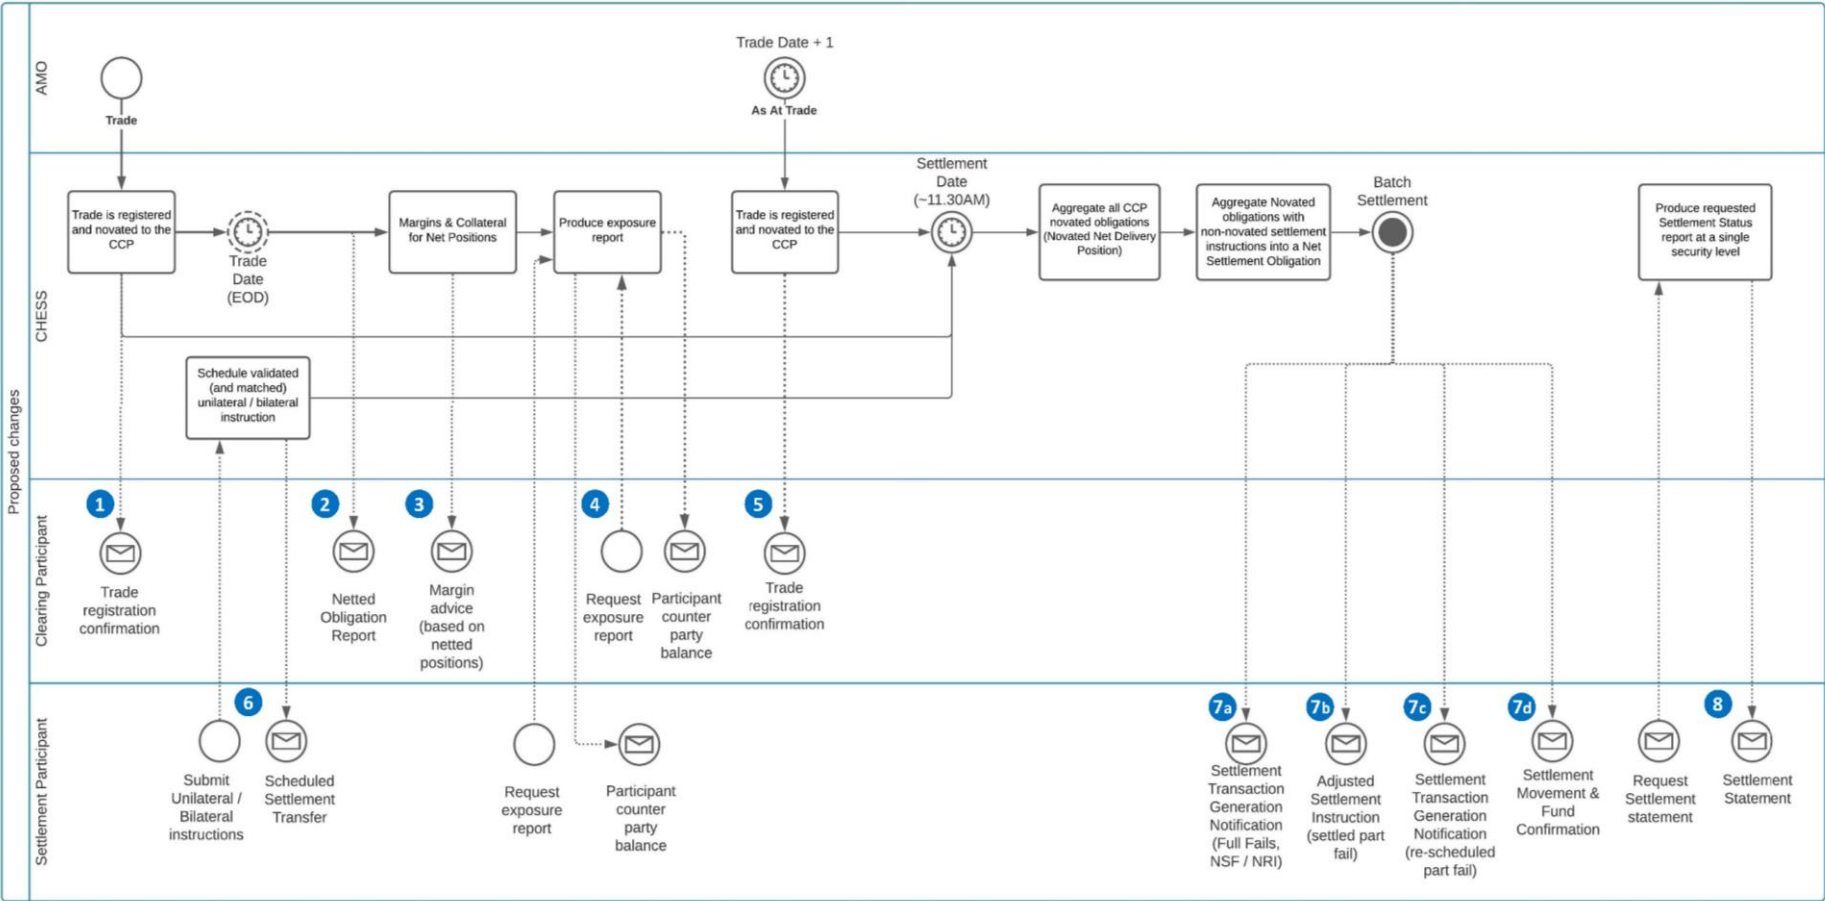 Proposed changes
AMO
Trade
Trade Date + 1
As At Trade
CHESS
Trade is registered
and novated to the
CCP
Trade
Date
(EOD)
Margins & Collateral
for Net Positions
Produce exposure
report
Trade is registered
and novated to the
CCP
Settlement
Date
(~11.30AM)
Aggregate all CCP
novated obligations
(Novated Net Delivery
Position)
Aggregate Novated
obligations with
non-novated settlement
instructions into a Net
Settlement Obligation
Batch
Settlement
Produce requested
Settlement Status
report at a single
security level
Schedule validated
(and matched)
unilateral / bilateral
instruction
Clearing Participant
1
Trade
registration
confirmation
2
Netted
Obligation
Report
3
Margin
advice
(based on
netted
positions)
4
Request
exposure
report
Participant
counter
party
balance
5
Trade
registration
confirmation
Settlement Participant
6
Submit
Unilateral /
Bilateral
instructions
Scheduled
Settlement
Transfer
Request
exposure
report
Participant
counter
party
balance
7a
Settlement
Transaction
Generation
Notification
(Full Fails,
NSF / NRI)
7b
Adjusted
Settlement
Instruction
(settled part
fail)
7c
Settlement
Transaction
Generation
Notification
(re-scheduled
part fail)
7d
Settlement
Movement &
Fund
Confirmation
Request
Settlement
statement
8
Settlement
Statement